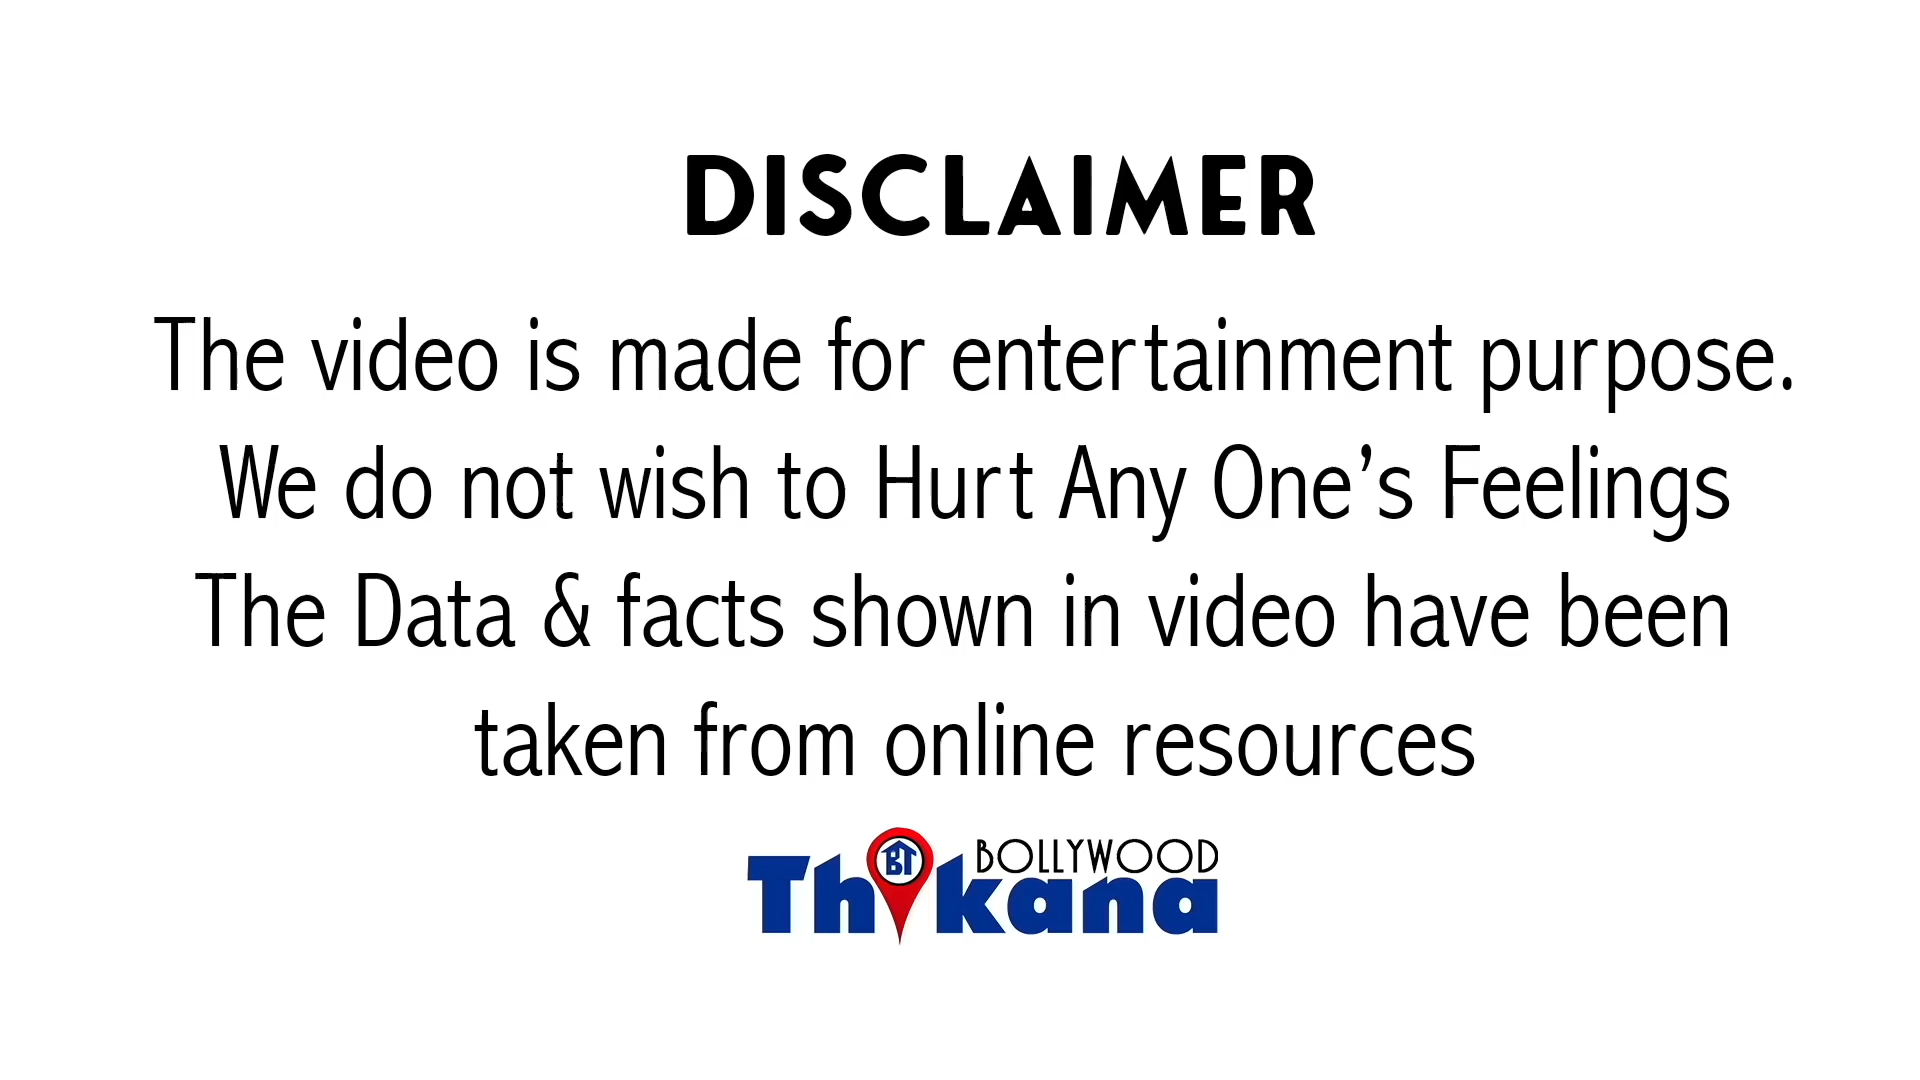 DISCLAIMER
The video is made for entertainment purpose.
We do not wish to Hurt Any One’s Feelings
The Data & facts shown in video have been
taken from online resources
BT
BOLLYWOOD
Thikana